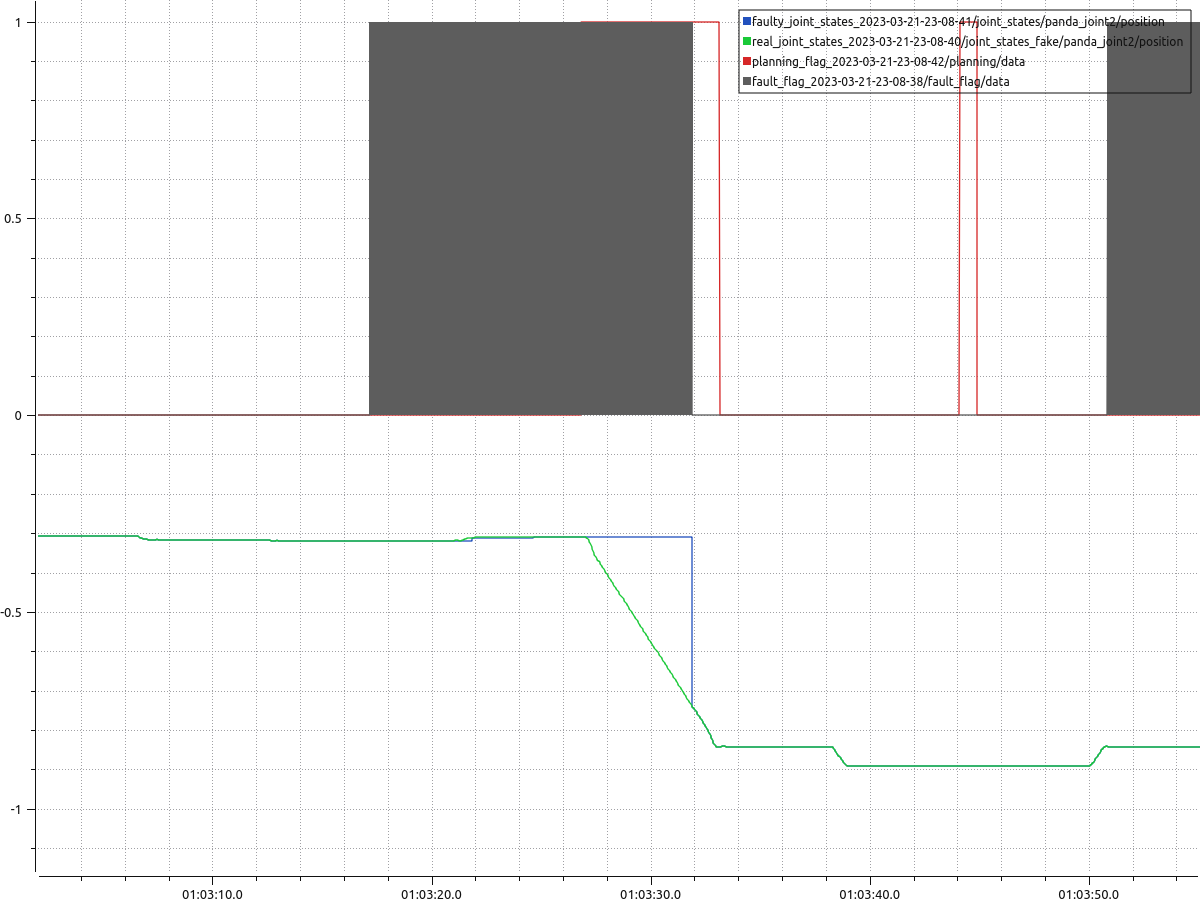 1
faulty_joint_states_2023-03-21-23-08-41/joint_states/panda_joint2/position
real_joint_states_2023-03-21-23-08-40/joint_states_fake/panda_joint2/position
planning_flag_2023-03-21-23-08-42/planning/data
fault_flag_2023-03-21-23-08-38/fault_flag/data
0.5
0
-0.5
-1
01:03:10.0 01:03:20.0 01:03:30.0 01:03:40.0 01:03:50.0